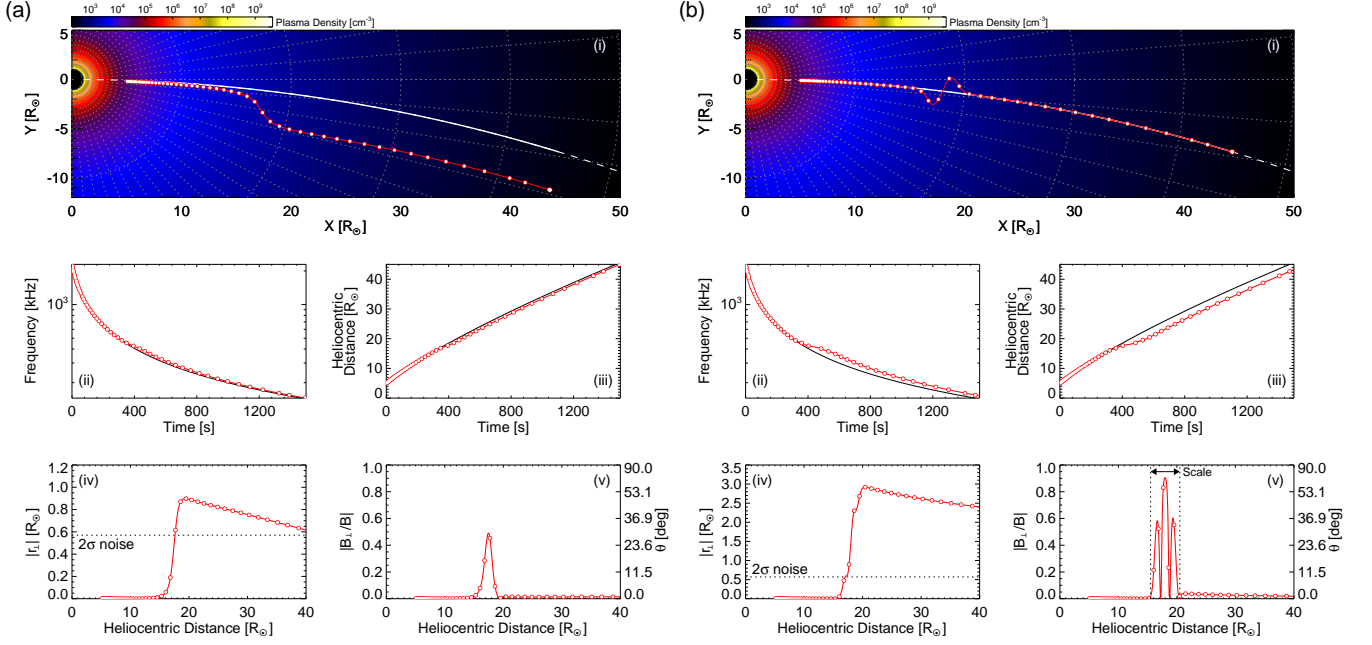 (a)
10³ 10⁴ 10⁵ 10⁶ 10⁷ 10⁸ 10⁹ Plasma Density [cm⁻³]
(i)
Y [R☉]
5
0
-5
-10
0 10 20 30 40 50
X [R☉]
Frequency [kHz]
10³
(ii)
0 400 800 1200
Time [s]
Heliocentric
Distance [R☉]
40
30
20
10
0
(iii)
0 400 800 1200
Time [s]
|r⊥| [R☉]
1.2
1.0
0.8
0.6
0.4
0.2
0.0
(iv)
2σ noise
0 10 20 30 40
Heliocentric Distance [R☉]
|B⊥/B|
1.0
0.8
0.6
0.4
0.2
0.0
(v)
90.0
53.1
36.9
23.6
11.5
0.0
θ [deg]
0 10 20 30 40
Heliocentric Distance [R☉]
(b)
10³ 10⁴ 10⁵ 10⁶ 10⁷ 10⁸ 10⁹ Plasma Density [cm⁻³]
(i)
Y [R☉]
5
0
-5
-10
0 10 20 30 40 50
X [R☉]
Frequency [kHz]
10³
(ii)
0 400 800 1200
Time [s]
Heliocentric
Distance [R☉]
40
30
20
10
0
(iii)
0 400 800 1200
Time [s]
|r⊥| [R☉]
3.5
3.0
2.5
2.0
1.5
1.0
0.5
0.0
(iv)
2σ noise
0 10 20 30 40
Heliocentric Distance [R☉]
|B⊥/B|
1.0
0.8
0.6
0.4
0.2
0.0
Scale
(v)
90.0
53.1
36.9
23.6
11.5
0.0
θ [deg]
0 10 20 30 40
Heliocentric Distance [R☉]